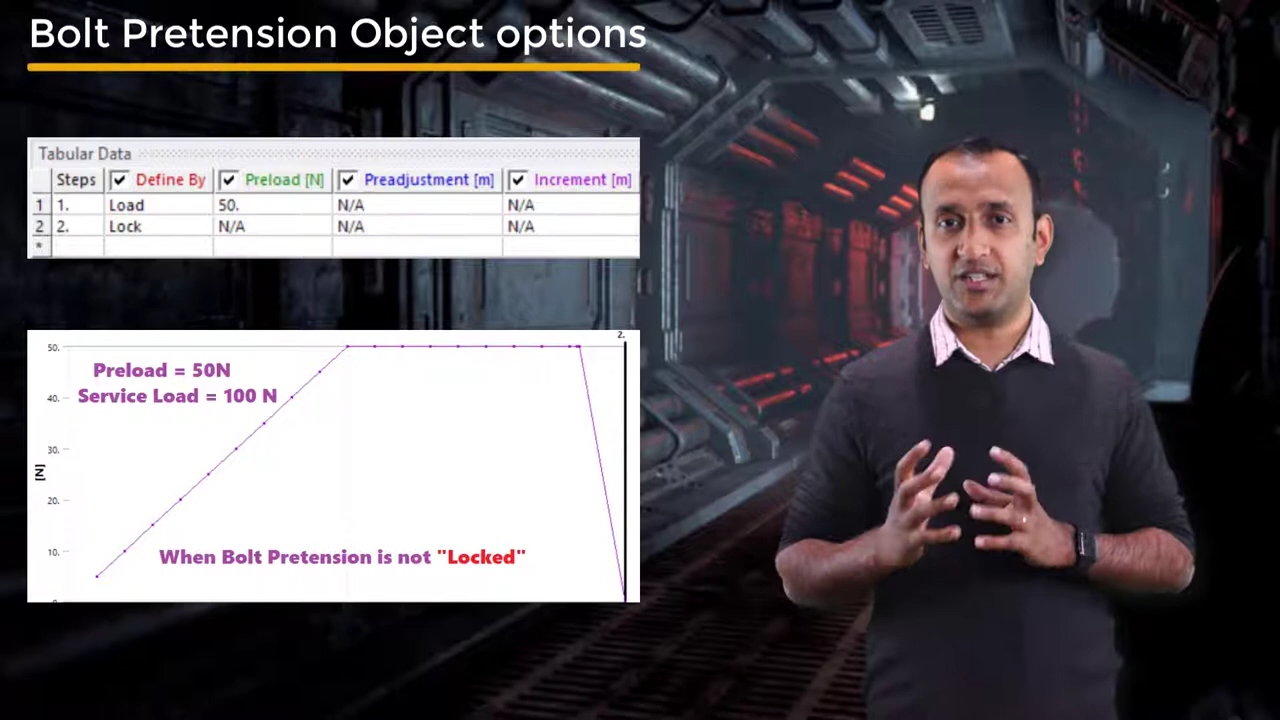 Bolt Pretension Object options
Tabular Data
Steps Define By Preload [N] Preadjustment [m] Increment [m]
1 1. Load 50. N/A N/A
2 2. Lock N/A N/A N/A
*
2.
50.
Preload = 50N
Service Load = 100 N
40.
30.
[N]
20.
10.
When Bolt Pretension is not "Locked"
0.